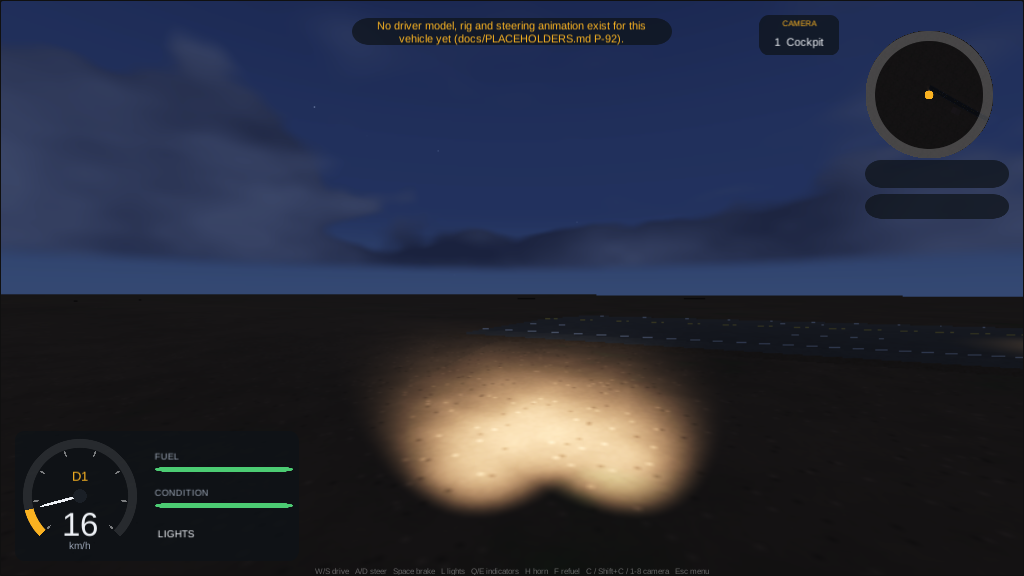 No driver model, rig and steering animation exist for this
vehicle yet (docs/PLACEHOLDERS.md P-92).
CAMERA
1 Cockpit
D1
16
km/h
FUEL
CONDITION
LIGHTS
W/S drive A/D steer Space brake L lights Q/E indicators H horn F refuel C / Shift+C / 1-8 camera Esc menu